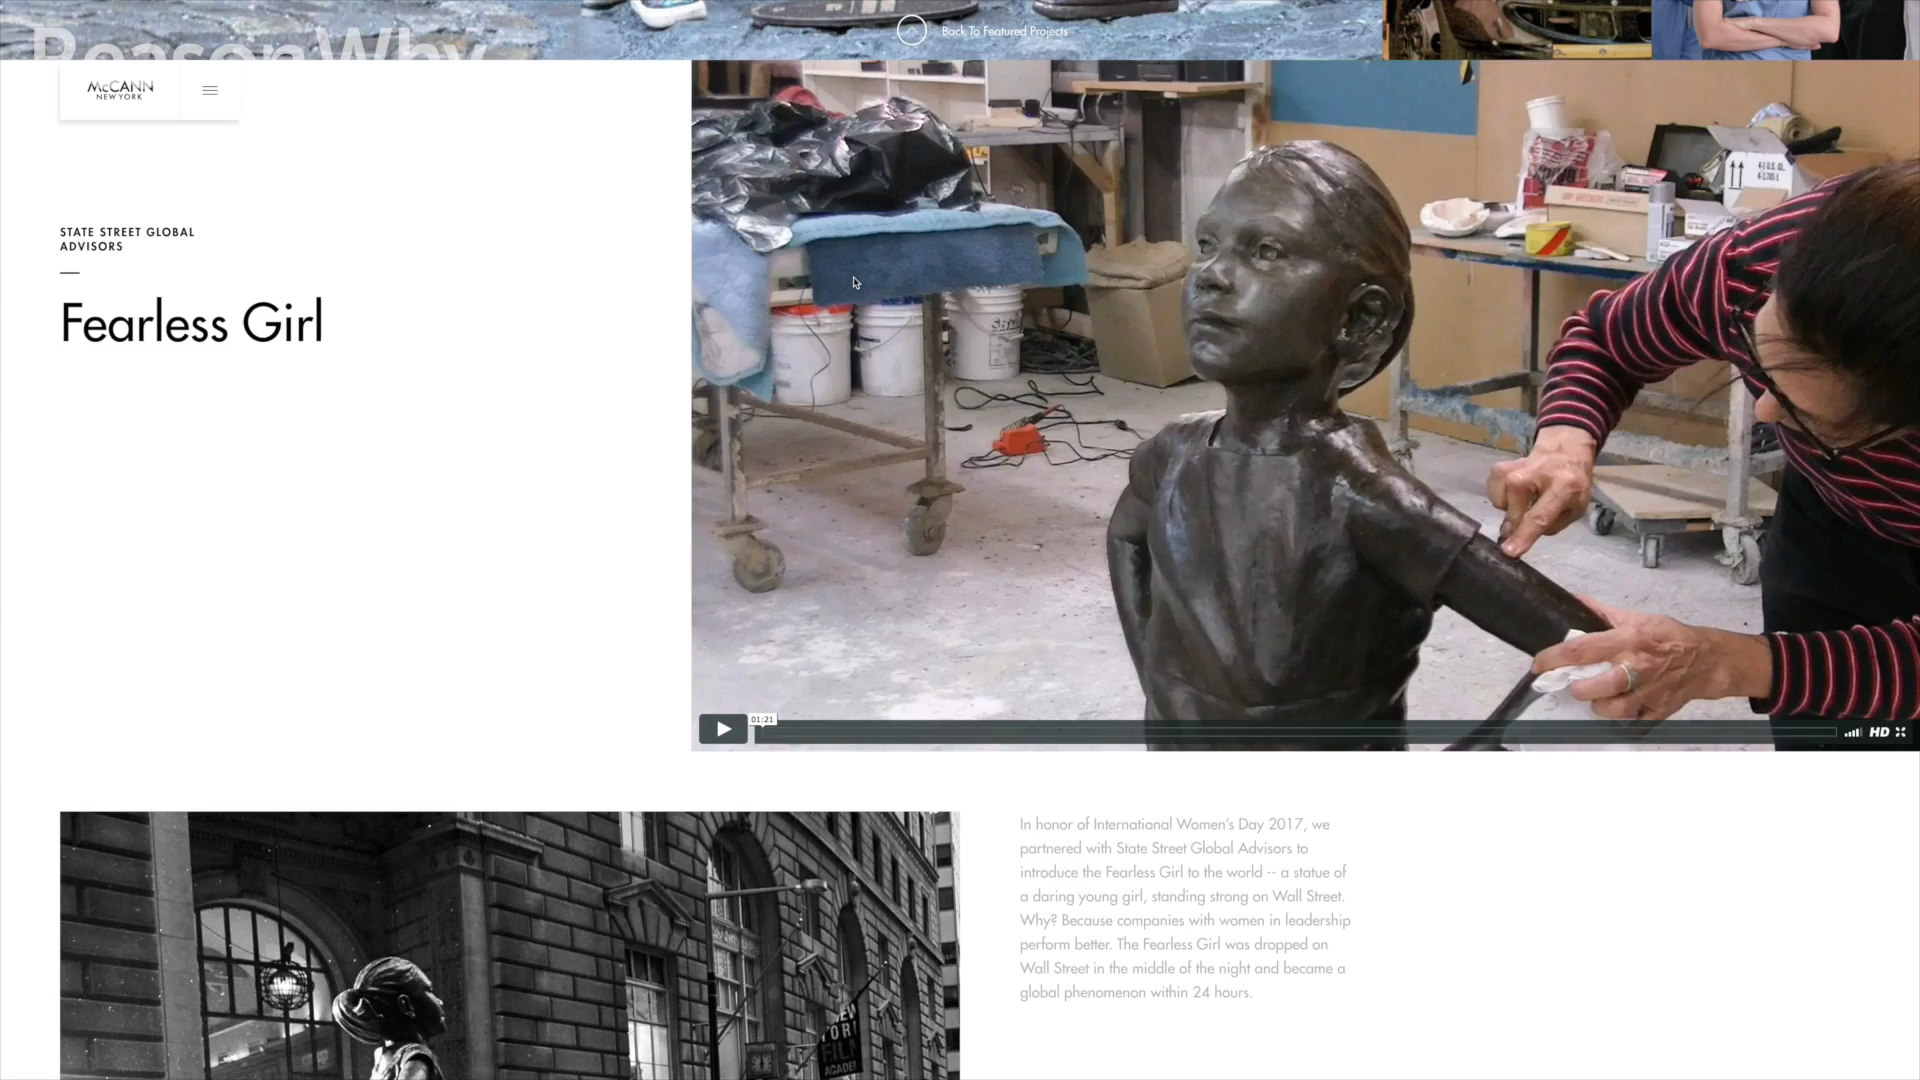 ReasonWhy
Back To Featured Projects
McCANN
NEW YORK
STATE STREET GLOBAL
ADVISORS
Fearless Girl
01:21
HD
In honor of International Women's Day 2017, we
partnered with State Street Global Advisors to
introduce the Fearless Girl to the world -- a statue of
a daring young girl, standing strong on Wall Street.
Why? Because companies with women in leadership
perform better. The Fearless Girl was dropped on
Wall Street in the middle of the night and became a
global phenomenon within 24 hours.